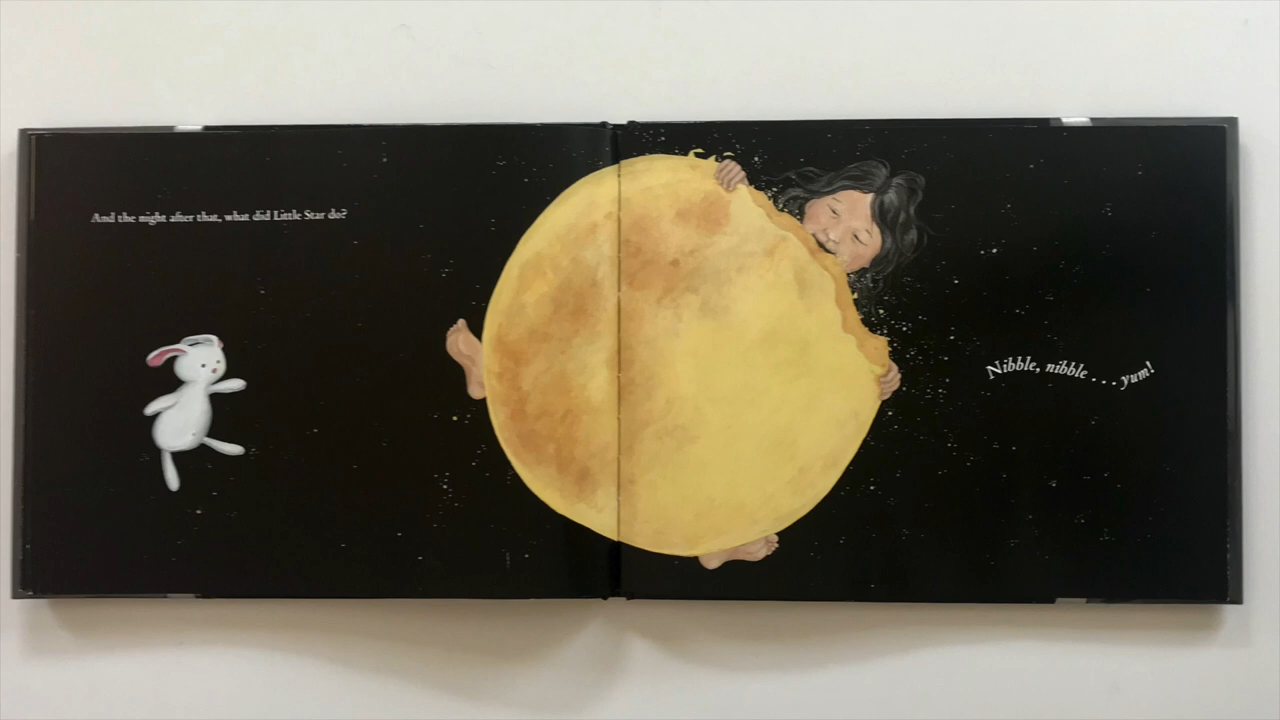 And the night after that, what did Little Star do?
Nibble, nibble . . . yum!